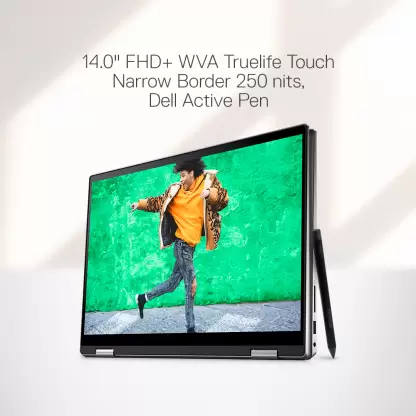 14.0" FHD+ WVA Truelife Touch
Narrow Border 250 nits,
Dell Active Pen